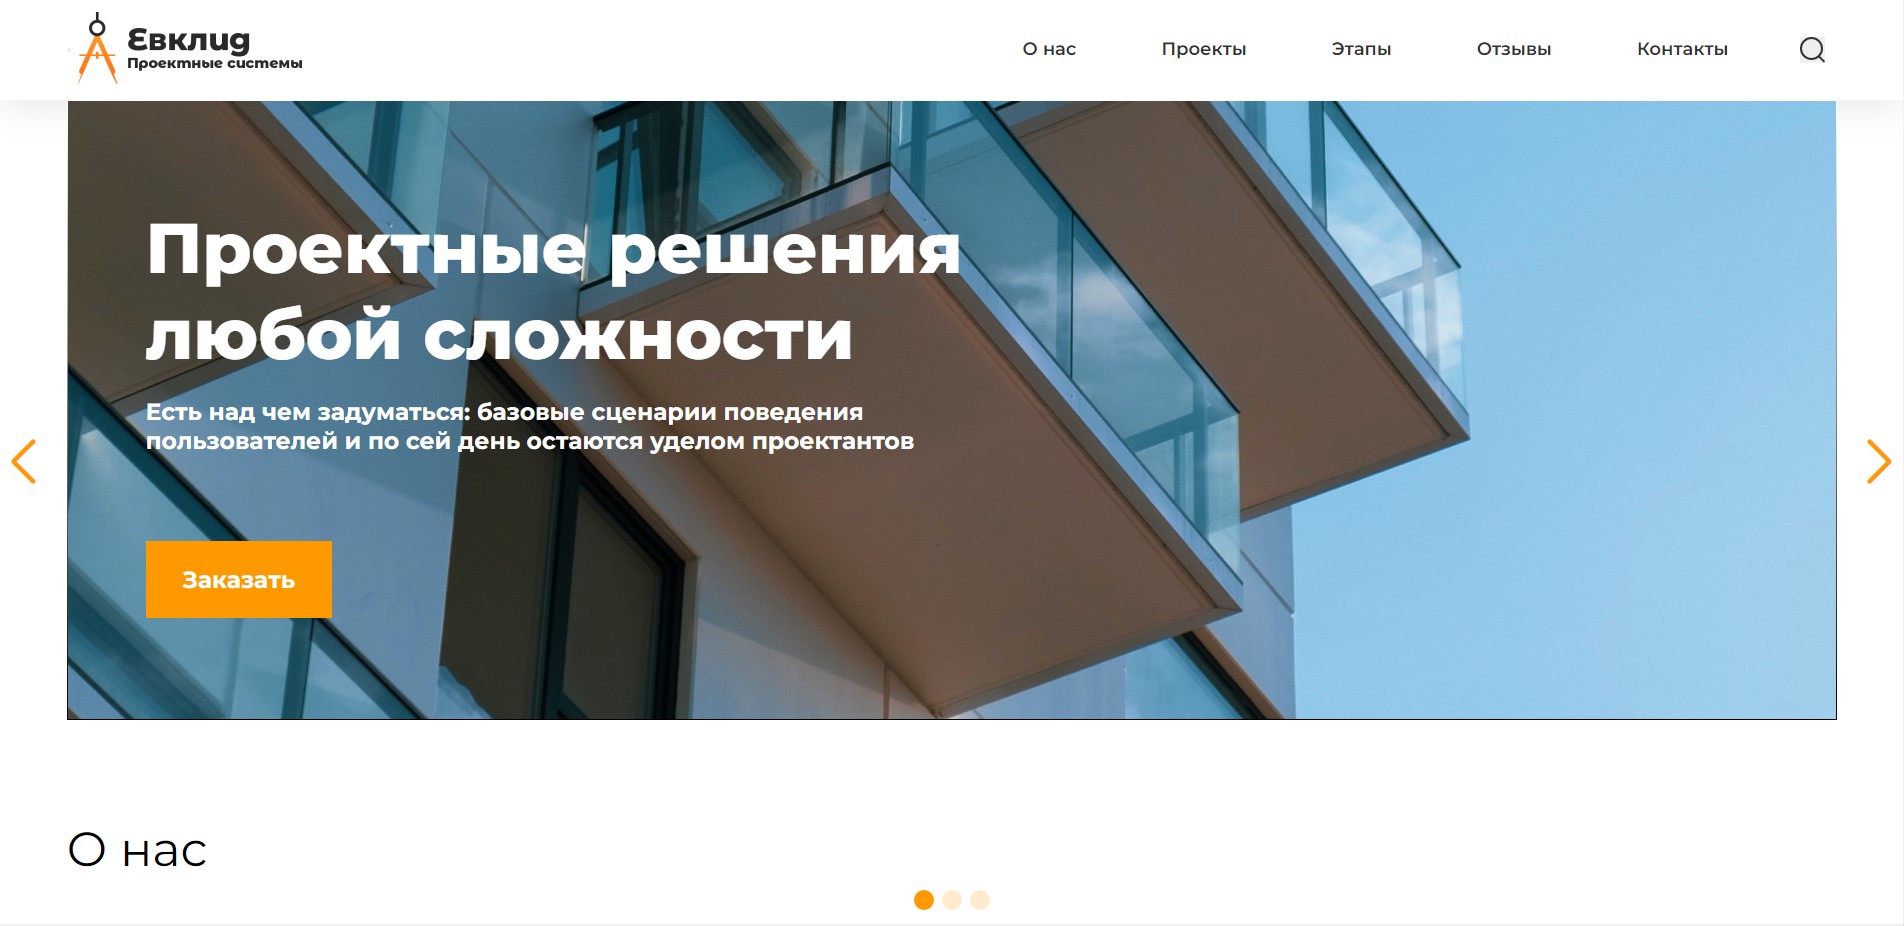 Евклид
Проектные системы
О нас
Проекты
Этапы
Отзывы
Контакты
Проектные решения
любой сложности
Есть над чем задуматься: базовые сценарии поведения
пользователей и по сей день остаются уделом проектантов
Заказать
О нас